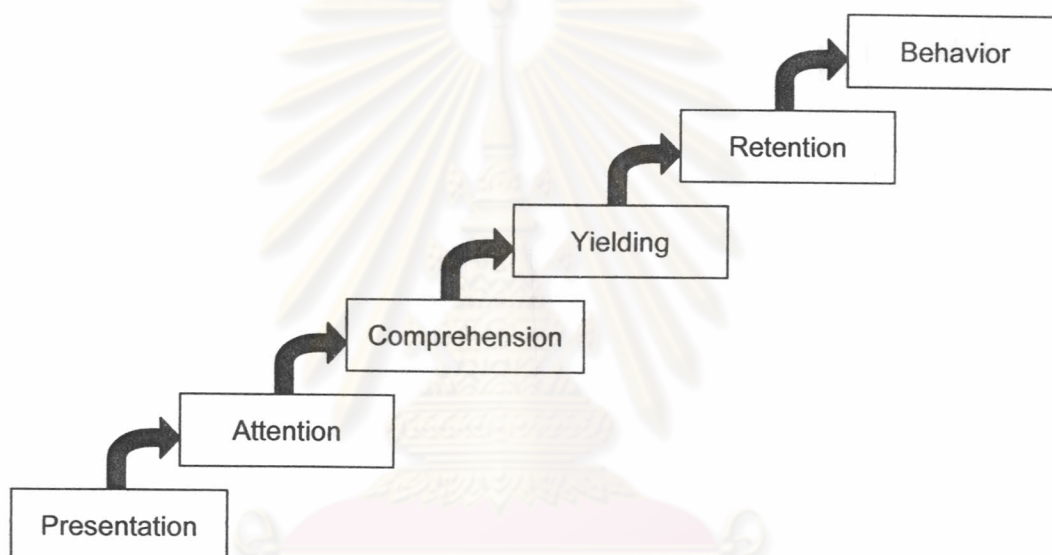 Behavior
Retention
Yielding
Comprehension
Attention
Presentation